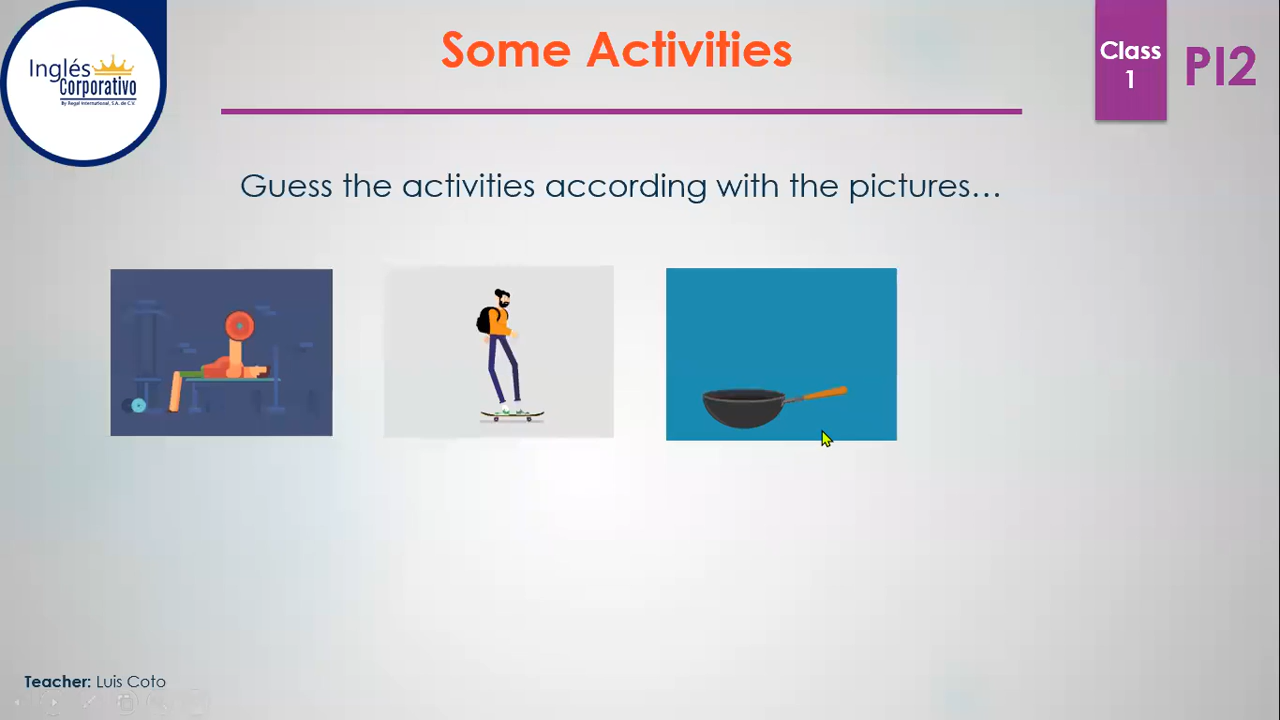 Inglés
Corporativo
By Regal International, S.A. de C.V.
Some Activities
Class
1
PI2
Guess the activities according with the pictures...
Teacher: Luis Coto